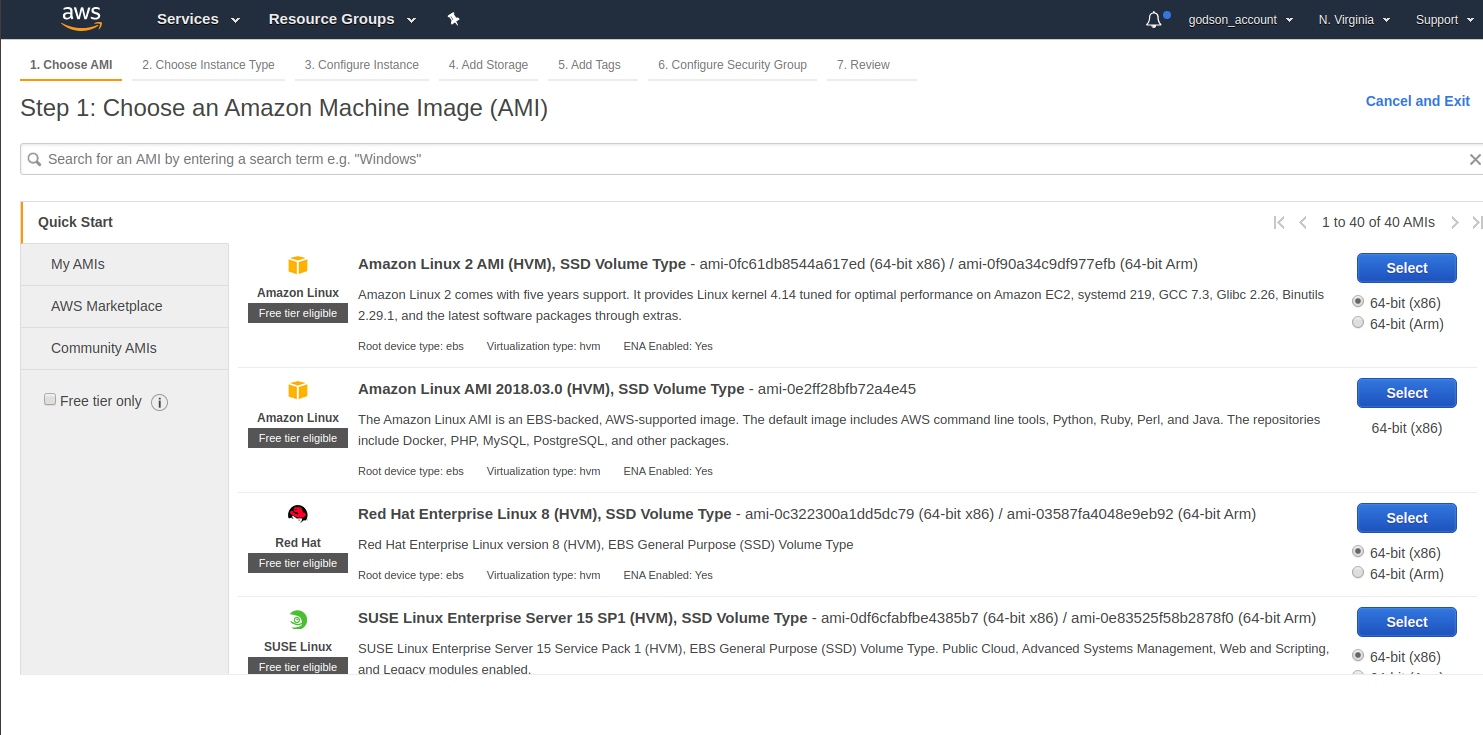 aws Services Resource Groups godson_account N. Virginia Support
1. Choose AMI 2. Choose Instance Type 3. Configure Instance 4. Add Storage 5. Add Tags 6. Configure Security Group 7. Review
Step 1: Choose an Amazon Machine Image (AMI)
Cancel and Exit
Search for an AMI by entering a search term e.g. "Windows"
Quick Start
1 to 40 of 40 AMIs
My AMIs
AWS Marketplace
Community AMIs
Free tier only
Amazon Linux
Free tier eligible
Amazon Linux 2 AMI (HVM), SSD Volume Type - ami-0fc61db8544a617ed (64-bit x86) / ami-0f90a34c9df977efb (64-bit Arm)
Amazon Linux 2 comes with five years support. It provides Linux kernel 4.14 tuned for optimal performance on Amazon EC2, systemd 219, GCC 7.3, Glibc 2.26, Binutils
2.29.1, and the latest software packages through extras.
Root device type: ebs Virtualization type: hvm ENA Enabled: Yes
Select
64-bit (x86)
64-bit (Arm)
Amazon Linux
Free tier eligible
Amazon Linux AMI 2018.03.0 (HVM), SSD Volume Type - ami-0e2ff28bfb72a4e45
The Amazon Linux AMI is an EBS-backed, AWS-supported image. The default image includes AWS command line tools, Python, Ruby, Perl, and Java. The repositories
include Docker, PHP, MySQL, PostgreSQL, and other packages.
Root device type: ebs Virtualization type: hvm ENA Enabled: Yes
Select
64-bit (x86)
Red Hat
Free tier eligible
Red Hat Enterprise Linux 8 (HVM), SSD Volume Type - ami-0c322300a1dd5dc79 (64-bit x86) / ami-03587fa4048e9eb92 (64-bit Arm)
Red Hat Enterprise Linux version 8 (HVM), EBS General Purpose (SSD) Volume Type
Root device type: ebs Virtualization type: hvm ENA Enabled: Yes
Select
64-bit (x86)
64-bit (Arm)
SUSE Linux
Free tier eligible
SUSE Linux Enterprise Server 15 SP1 (HVM), SSD Volume Type - ami-0df6cfabfbe4385b7 (64-bit x86) / ami-0e83525f58b2878f0 (64-bit Arm)
SUSE Linux Enterprise Server 15 Service Pack 1 (HVM), EBS General Purpose (SSD) Volume Type. Public Cloud, Advanced Systems Management, Web and Scripting,
and Legacy modules enabled.
Select
64-bit (x86)